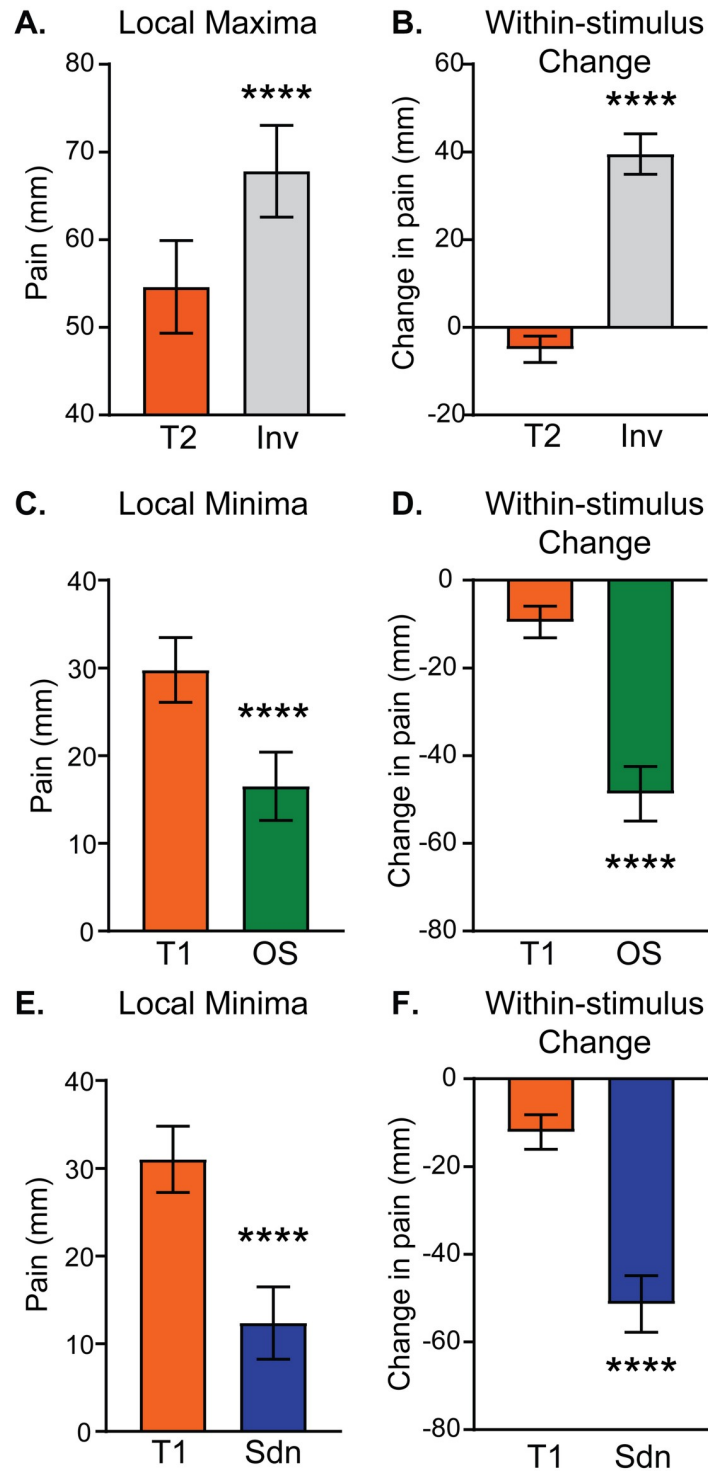 A. Local Maxima
80
70
60
50
40
Pain (mm)
****
T2 Inv
B. Within-stimulus
Change
60
40
20
0
-20
Change in pain (mm)
****
T2 Inv
C. Local Minima
40
30
20
10
0
Pain (mm)
****
T1 OS
D. Within-stimulus
Change
0
-20
-40
-60
-80
Change in pain (mm)
****
T1 OS
E. Local Minima
40
30
20
10
0
Pain (mm)
****
T1 Sdn
F. Within-stimulus
Change
0
-20
-40
-60
-80
Change in pain (mm)
****
T1 Sdn